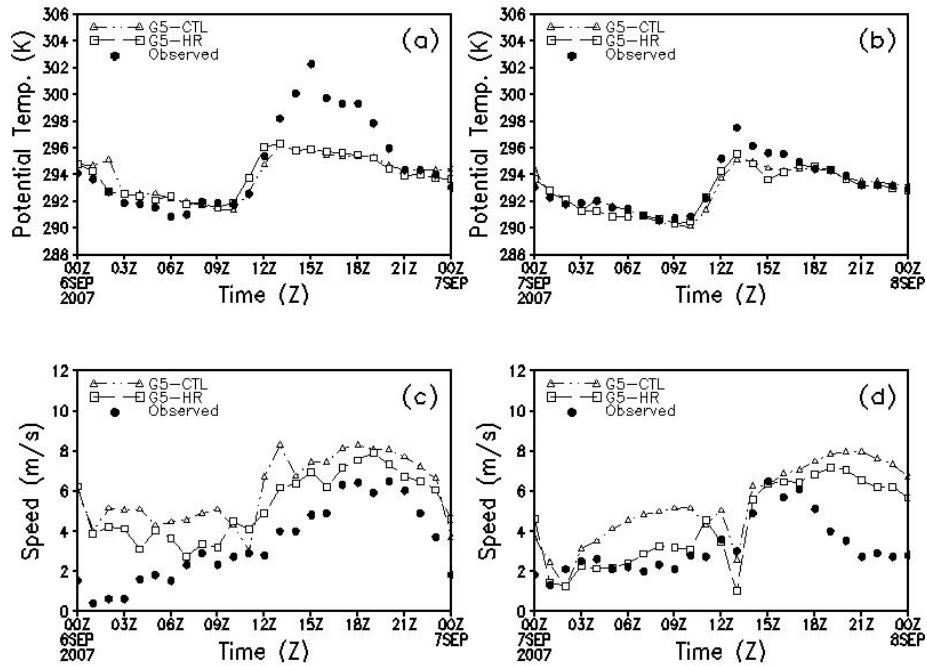 306
304
302
300
298
296
294
292
290
288
Potential Temp. (K)
G5-CTL
G5-HR
Observed
(a)
00Z 03Z 06Z 09Z 12Z 15Z 18Z 21Z 00Z
6SEP 7SEP
2007
Time (Z)
306
304
302
300
298
296
294
292
290
288
Potential Temp. (K)
G5-CTL
G5-HR
Observed
(b)
00Z 03Z 06Z 09Z 12Z 15Z 18Z 21Z 00Z
7SEP 8SEP
2007
Time (Z)
12
10
8
6
4
2
0
Speed (m/s)
G5-CTL
G5-HR
Observed
(c)
00Z 03Z 06Z 09Z 12Z 15Z 18Z 21Z 00Z
6SEP 7SEP
2007
Time (Z)
12
10
8
6
4
2
0
Speed (m/s)
G5-CTL
G5-HR
Observed
(d)
00Z 03Z 06Z 09Z 12Z 15Z 18Z 21Z 00Z
7SEP 8SEP
2007
Time (Z)